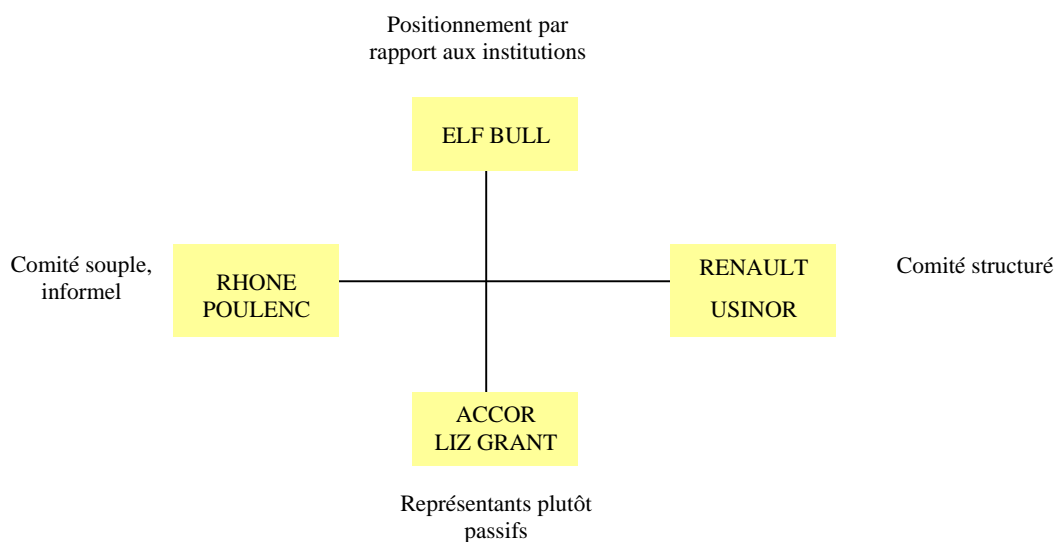 Positionnement par
rapport aux institutions
ELF BULL
Comité souple,
informel
RHONE
POULENC
RENAULT
USINOR
Comité structuré
ACCOR
LIZ GRANT
Représentants plutôt
passifs